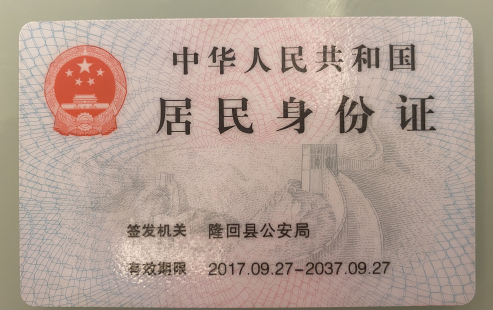 中华人民共和国
居民身份证
签发机关 隆回县公安局
有效期限 2017.09.27-2037.09.27